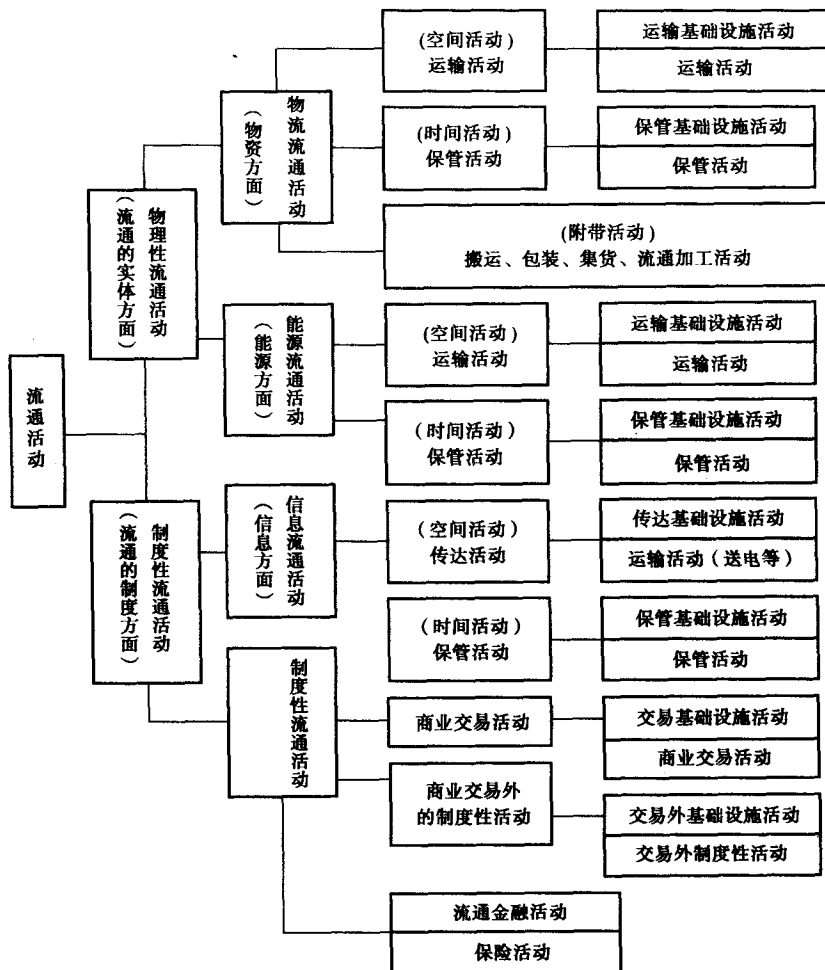 流通活动
物理性流通活动
（流通的实体方面）
制度性流通活动
（流通的制度方面）
物流流通活动
（物资方面）
能源流通活动
（能源方面）
信息流通活动
（信息方面）
制度性流通活动
(空间活动)
运输活动
运输基础设施活动
运输活动
(时间活动)
保管活动
保管基础设施活动
保管活动
(附带活动)
搬运、包装、集货、流通加工活动
(空间活动)
运输活动
运输基础设施活动
运输活动
（时间活动）
保管活动
保管基础设施活动
保管活动
（空间活动）
传达活动
传达基础设施活动
运输活动（送电等）
（时间活动）
保管活动
保管基础设施活动
保管活动
商业交易活动
交易基础设施活动
商业交易活动
商业交易外
的制度性活动
交易外基础设施活动
交易外制度性活动
流通金融活动
保险活动